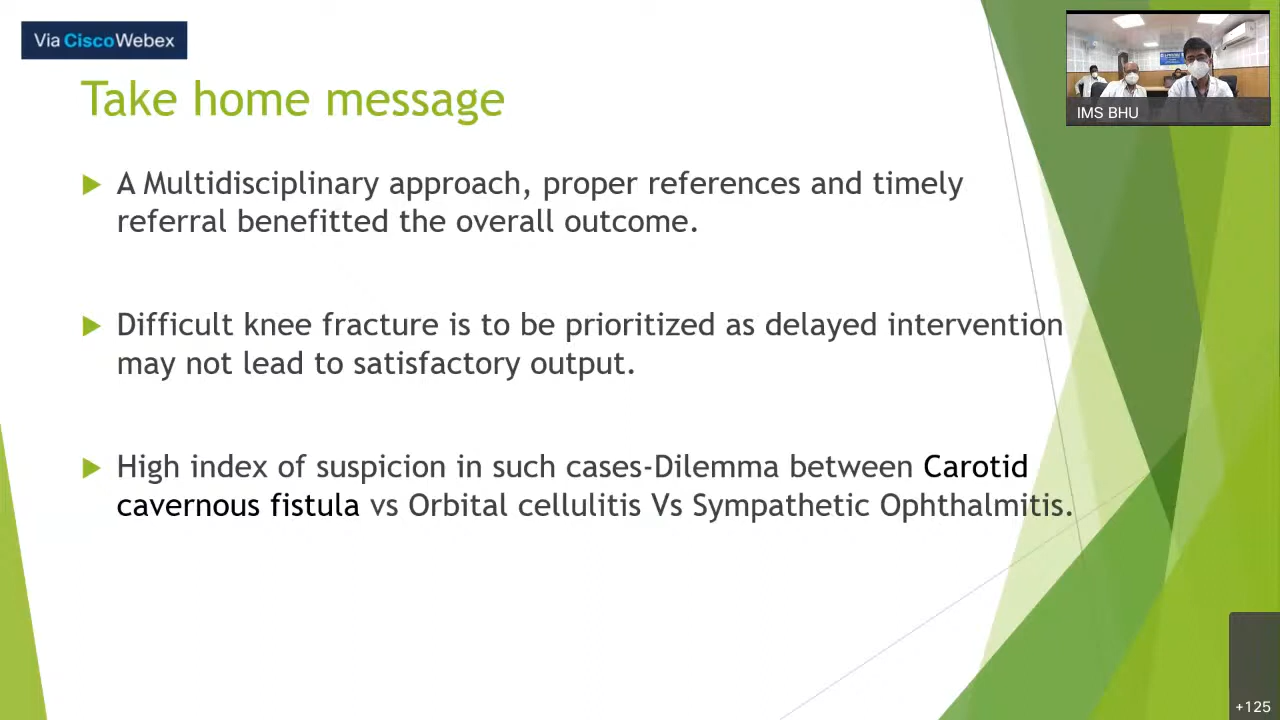 Via Cisco Webex
IMS BHU
Take home message
A Multidisciplinary approach, proper references and timely
referral benefitted the overall outcome.
Difficult knee fracture is to be prioritized as delayed intervention
may not lead to satisfactory output.
High index of suspicion in such cases-Dilemma between Carotid
cavernous fistula vs Orbital cellulitis Vs Sympathetic Ophthalmitis.
+125